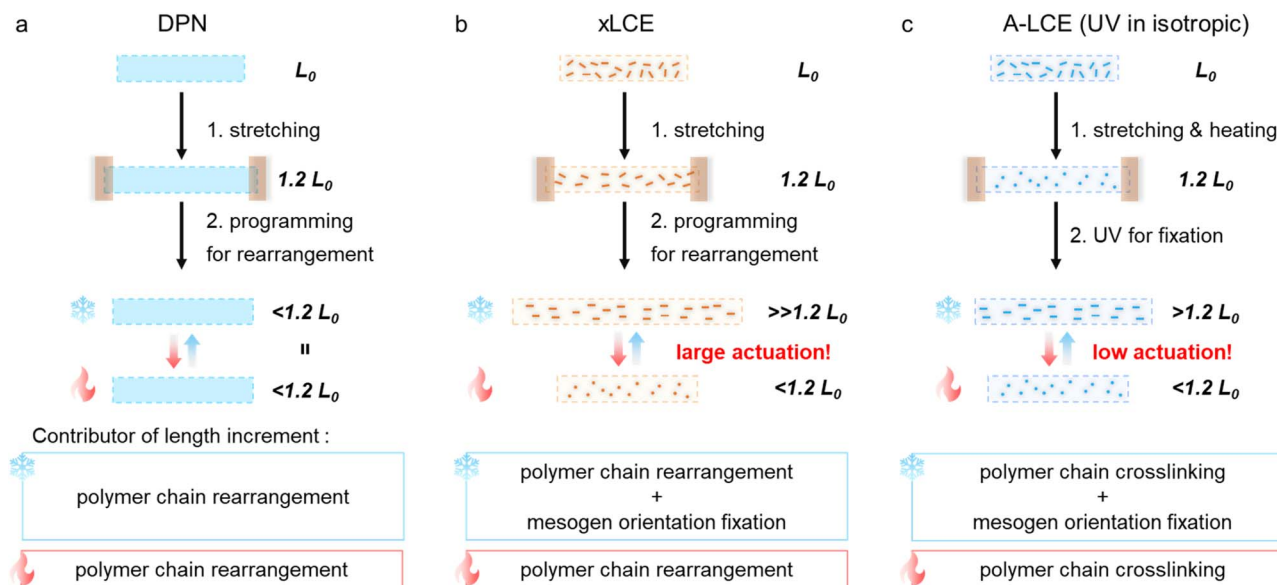 a DPN
L0
1. stretching
1.2 L0
2. programming
for rearrangement
<1.2 L0
=
<1.2 L0
Contributor of length increment :
polymer chain rearrangement
polymer chain rearrangement
b xLCE
L0
1. stretching
1.2 L0
2. programming
for rearrangement
>>1.2 L0
large actuation!
<1.2 L0
polymer chain rearrangement
+
mesogen orientation fixation
polymer chain rearrangement
c A-LCE (UV in isotropic)
L0
1. stretching & heating
1.2 L0
2. UV for fixation
>1.2 L0
low actuation!
<1.2 L0
polymer chain crosslinking
+
mesogen orientation fixation
polymer chain crosslinking